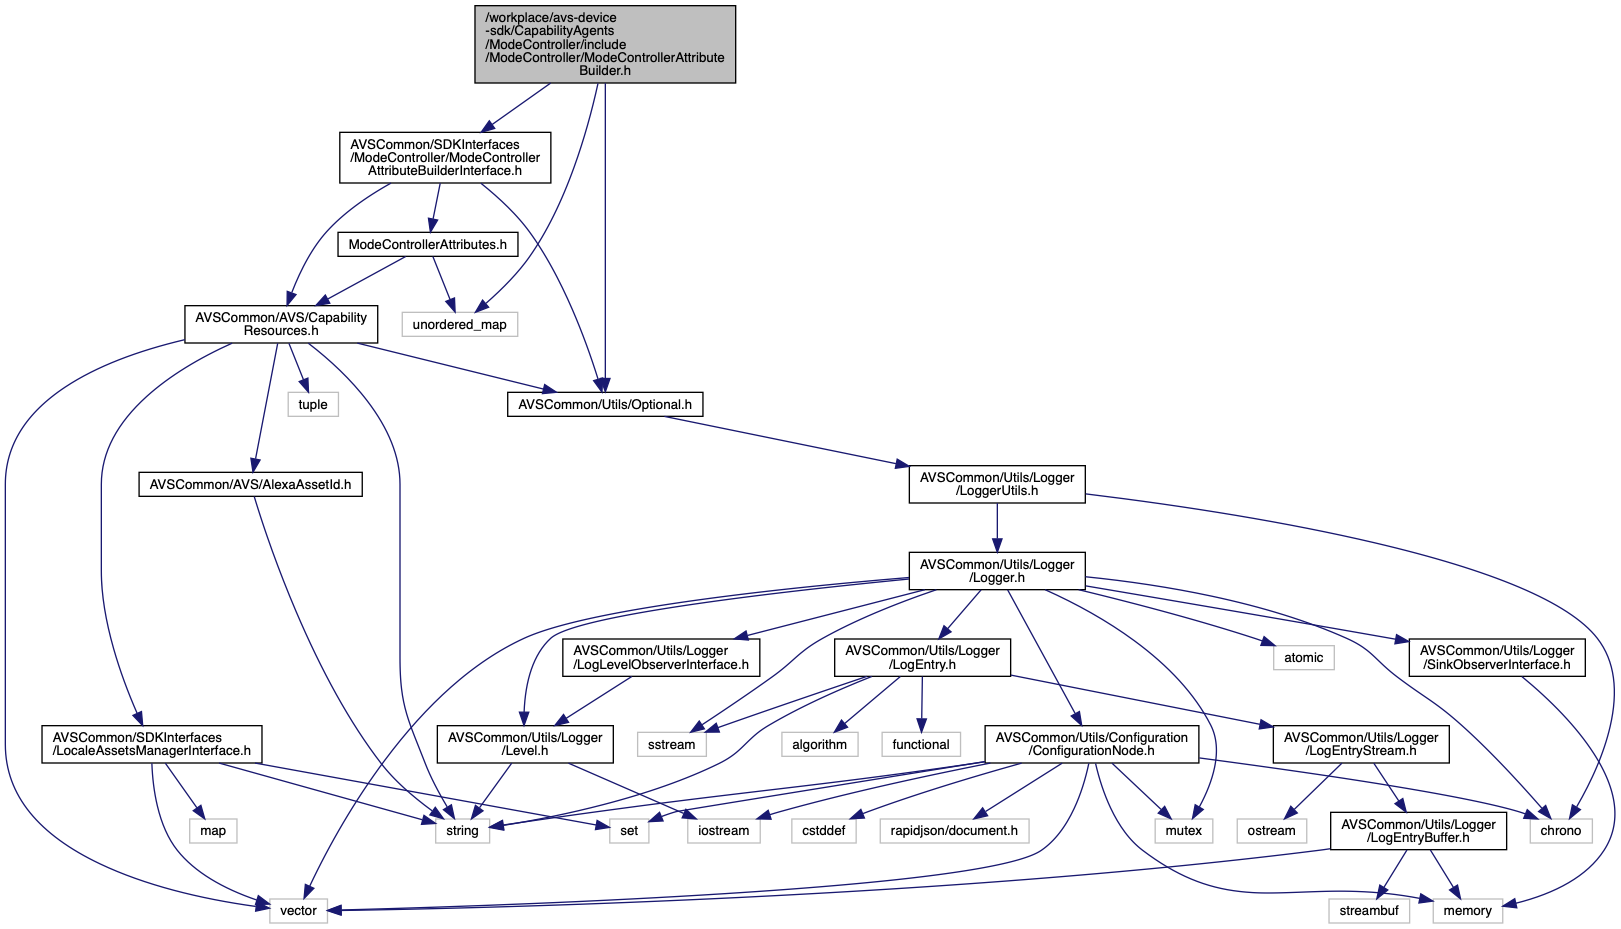 /workplace/avs-device
-sdk/CapabilityAgents
/ModeController/include
/ModeController/ModeControllerAttribute
Builder.h
AVSCommon/SDKInterfaces
/ModeController/ModeController
AttributeBuilderInterface.h
ModeControllerAttributes.h
AVSCommon/AVS/Capability
Resources.h
unordered_map
tuple
AVSCommon/Utils/Optional.h
AVSCommon/AVS/AlexaAssetId.h
AVSCommon/Utils/Logger
/LoggerUtils.h
AVSCommon/Utils/Logger
/Logger.h
AVSCommon/Utils/Logger
/LogLevelObserverInterface.h
AVSCommon/Utils/Logger
/LogEntry.h
atomic
AVSCommon/Utils/Logger
/SinkObserverInterface.h
AVSCommon/SDKInterfaces
/LocaleAssetsManagerInterface.h
AVSCommon/Utils/Logger
/Level.h
sstream
algorithm
functional
AVSCommon/Utils/Configuration
/ConfigurationNode.h
AVSCommon/Utils/Logger
/LogEntryStream.h
map
string
set
iostream
cstddef
rapidjson/document.h
mutex
ostream
AVSCommon/Utils/Logger
/LogEntryBuffer.h
chrono
vector
streambuf
memory